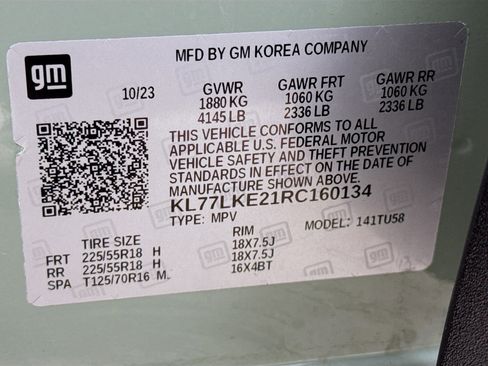 gm
MFD BY GM KOREA COMPANY
10/23 GVWR GAWR FRT GAWR RR
1880 KG 1060 KG 1060 KG
4145 LB 2336 LB 2336 LB
THIS VEHICLE CONFORMS TO ALL
APPLICABLE U.S. FEDERAL MOTOR
VEHICLE SAFETY AND THEFT PREVENTION
STANDARDS IN EFFECT ON THE DATE OF
MANUFACTURE SHOWN ABOVE.
KL77LKE21RC160134
TYPE: MPV MODEL: 141TU58
TIRE SIZE RIM
FRT 225/55R18 H 18X7.5J
RR 225/55R18 H 18X7.5J
SPA T125/70R16 M 16X4BT